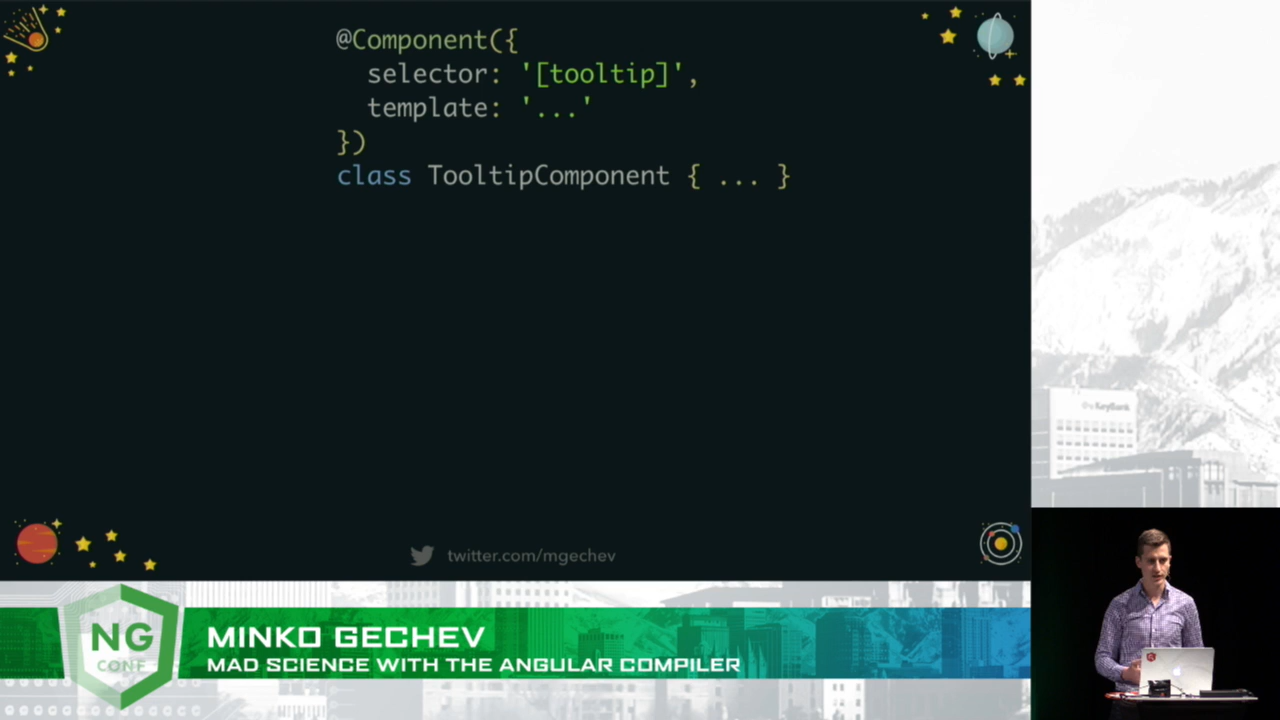 @Component({
selector: '[tooltip]',
template: '...'
})
class TooltipComponent { ... }
KeyBank
twitter.com/mgechev
NG
CONF
MINKO GECHEV
MAD SCIENCE WITH THE ANGULAR COMPILER